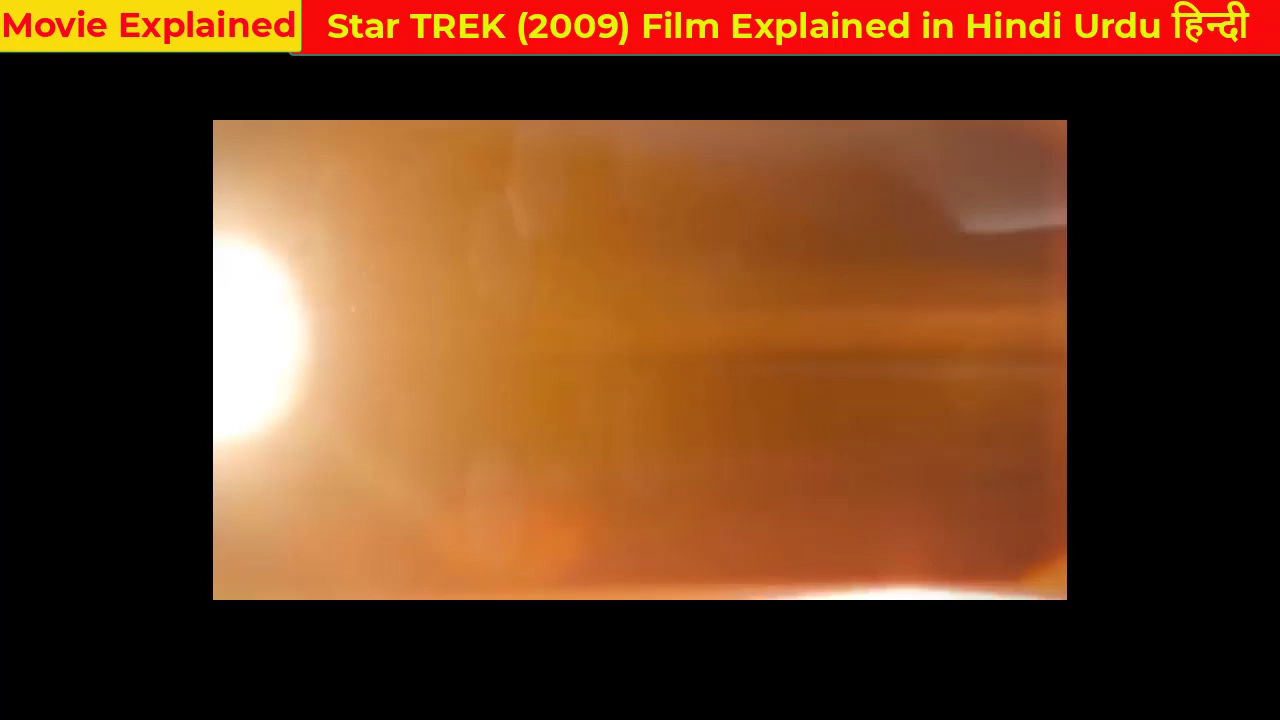 Movie Explained
Star TREK (2009) Film Explained in Hindi Urdu हिन्दी